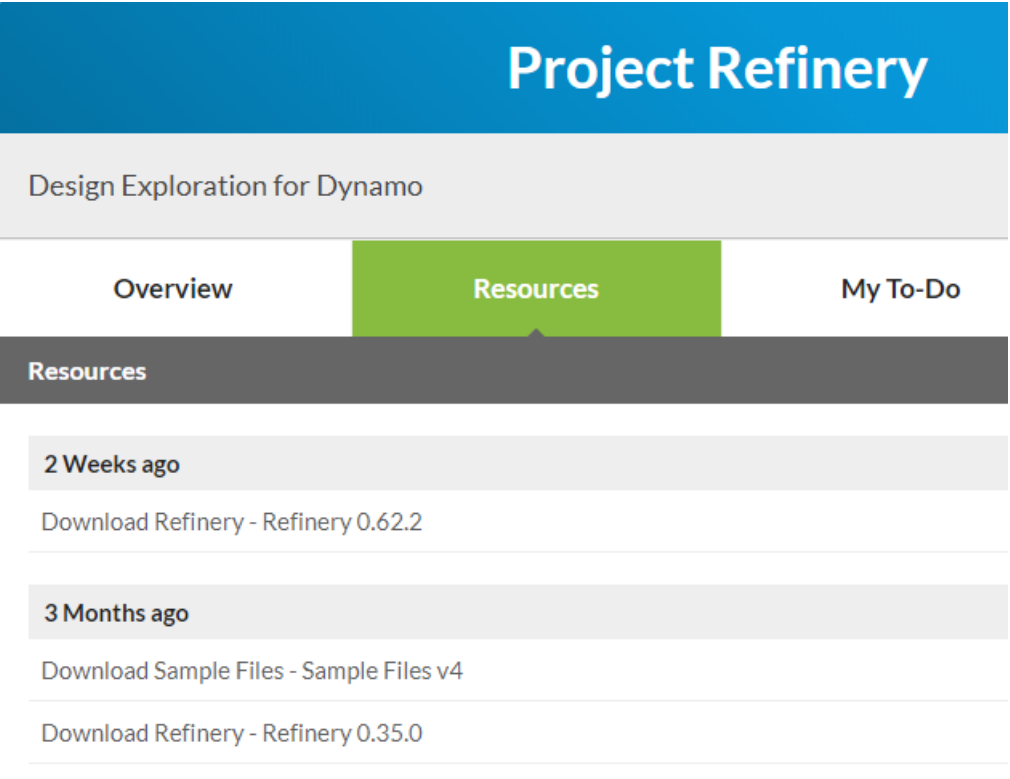 Project Refinery
Design Exploration for Dynamo
Overview Resources My To-Do
Resources
2 Weeks ago
Download Refinery - Refinery 0.62.2
3 Months ago
Download Sample Files - Sample Files v4
Download Refinery - Refinery 0.35.0